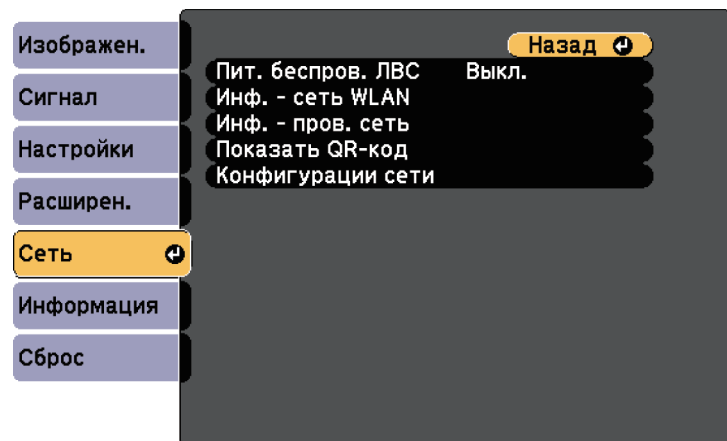 Изображен.
Сигнал
Настройки
Расширен.
Сеть
Информация
Сброс
Назад
Пит. беспров. ЛВС Выкл.
Инф. - сеть WLAN
Инф. - пров. сеть
Показать QR-код
Конфигурации сети